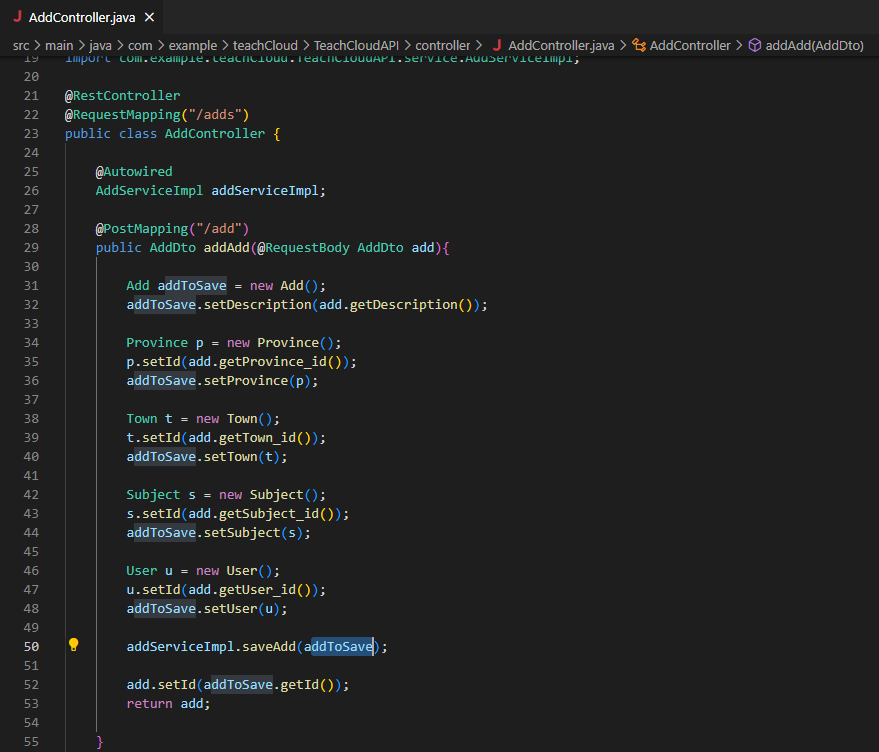 J AddController.java ×
src > main > java > com > example > teachCloud > TeachCloudAPI > controller > J AddController.java > AddController > addAdd(AddDto)
19 import com.example.teachCloud.TeachCloudAPI.service.AddServiceImpl;
20
21 @RestController
22 @RequestMapping("/adds")
23 public class AddController {
24
25 @Autowired
26 AddServiceImpl addServiceImpl;
27
28 @PostMapping("/add")
29 public AddDto addAdd(@RequestBody AddDto add){
30
31 Add addToSave = new Add();
32 addToSave.setDescription(add.getDescription());
33
34 Province p = new Province();
35 p.setId(add.getProvince_id());
36 addToSave.setProvince(p);
37
38 Town t = new Town();
39 t.setId(add.getTown_id());
40 addToSave.setTown(t);
41
42 Subject s = new Subject();
43 s.setId(add.getSubject_id());
44 addToSave.setSubject(s);
45
46 User u = new User();
47 u.setId(add.getUser_id());
48 addToSave.setUser(u);
49
50 addServiceImpl.saveAdd(addToSave);
51
52 add.setId(addToSave.getId());
53 return add;
54
55 }